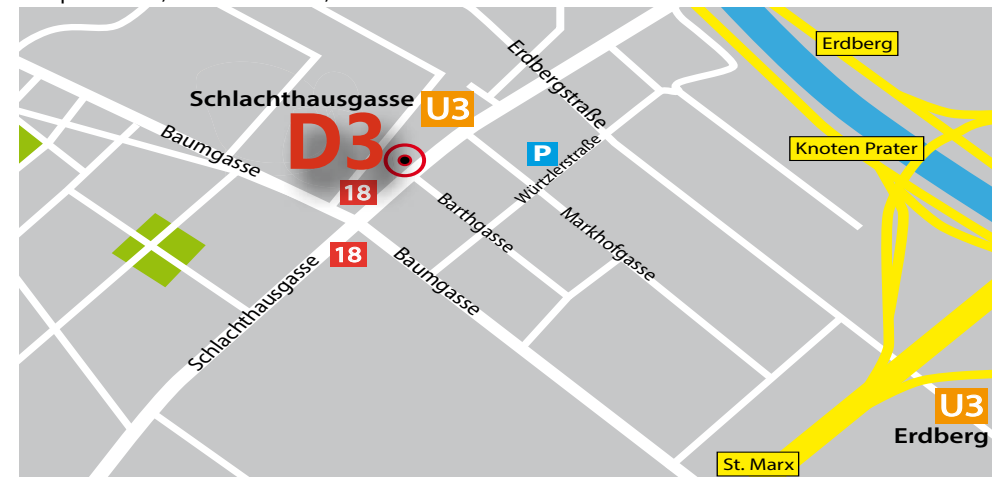 Erdbergstraße
Erdberg
Schlachthausgasse U3
D3
Baumgasse
P
Würtzlerstraße
Knoten Prater
18
Barthgasse
Markhofgasse
18
Baumgasse
Schlachthausgasse
U3
Erdberg
St. Marx